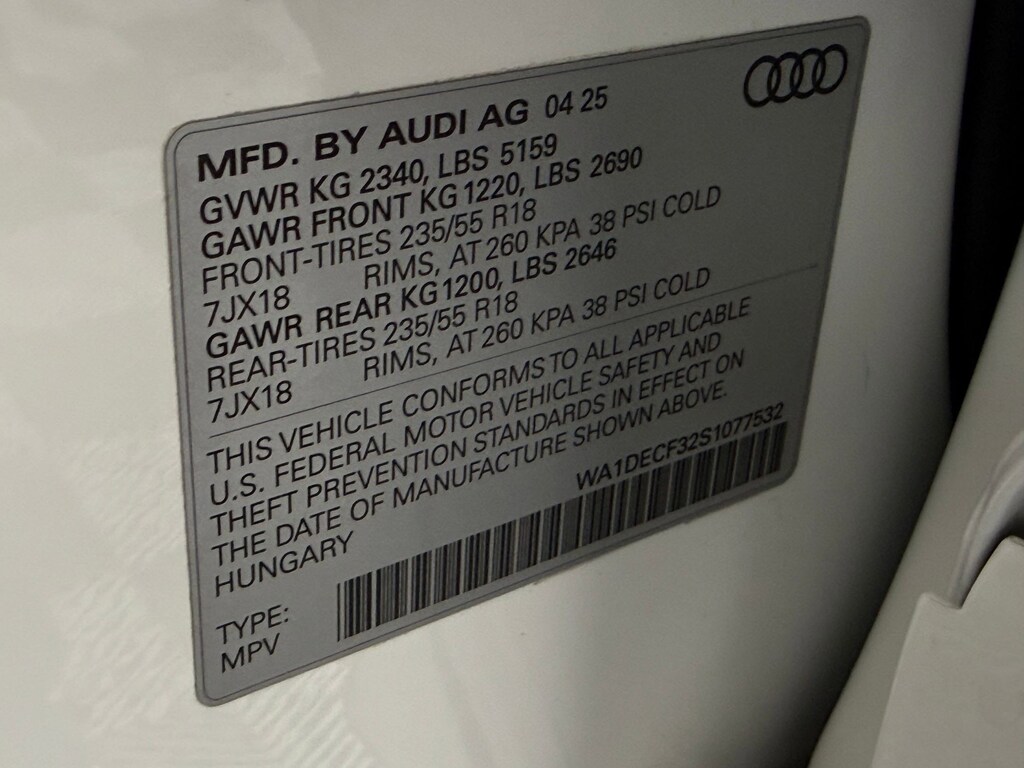 MFD. BY AUDI AG 04 25
GVWR KG 2340, LBS 5159
GAWR FRONT KG 1220, LBS 2690
FRONT-TIRES 235/55 R18
7JX18 RIMS, AT 260 KPA 38 PSI COLD
GAWR REAR KG 1200, LBS 2646
REAR-TIRES 235/55 R18
7JX18 RIMS, AT 260 KPA 38 PSI COLD
THIS VEHICLE CONFORMS TO ALL APPLICABLE
U.S. FEDERAL MOTOR VEHICLE SAFETY AND
THEFT PREVENTION STANDARDS IN EFFECT ON
THE DATE OF MANUFACTURE SHOWN ABOVE.
HUNGARY
WA1DECF32S1077532
TYPE:
MPV